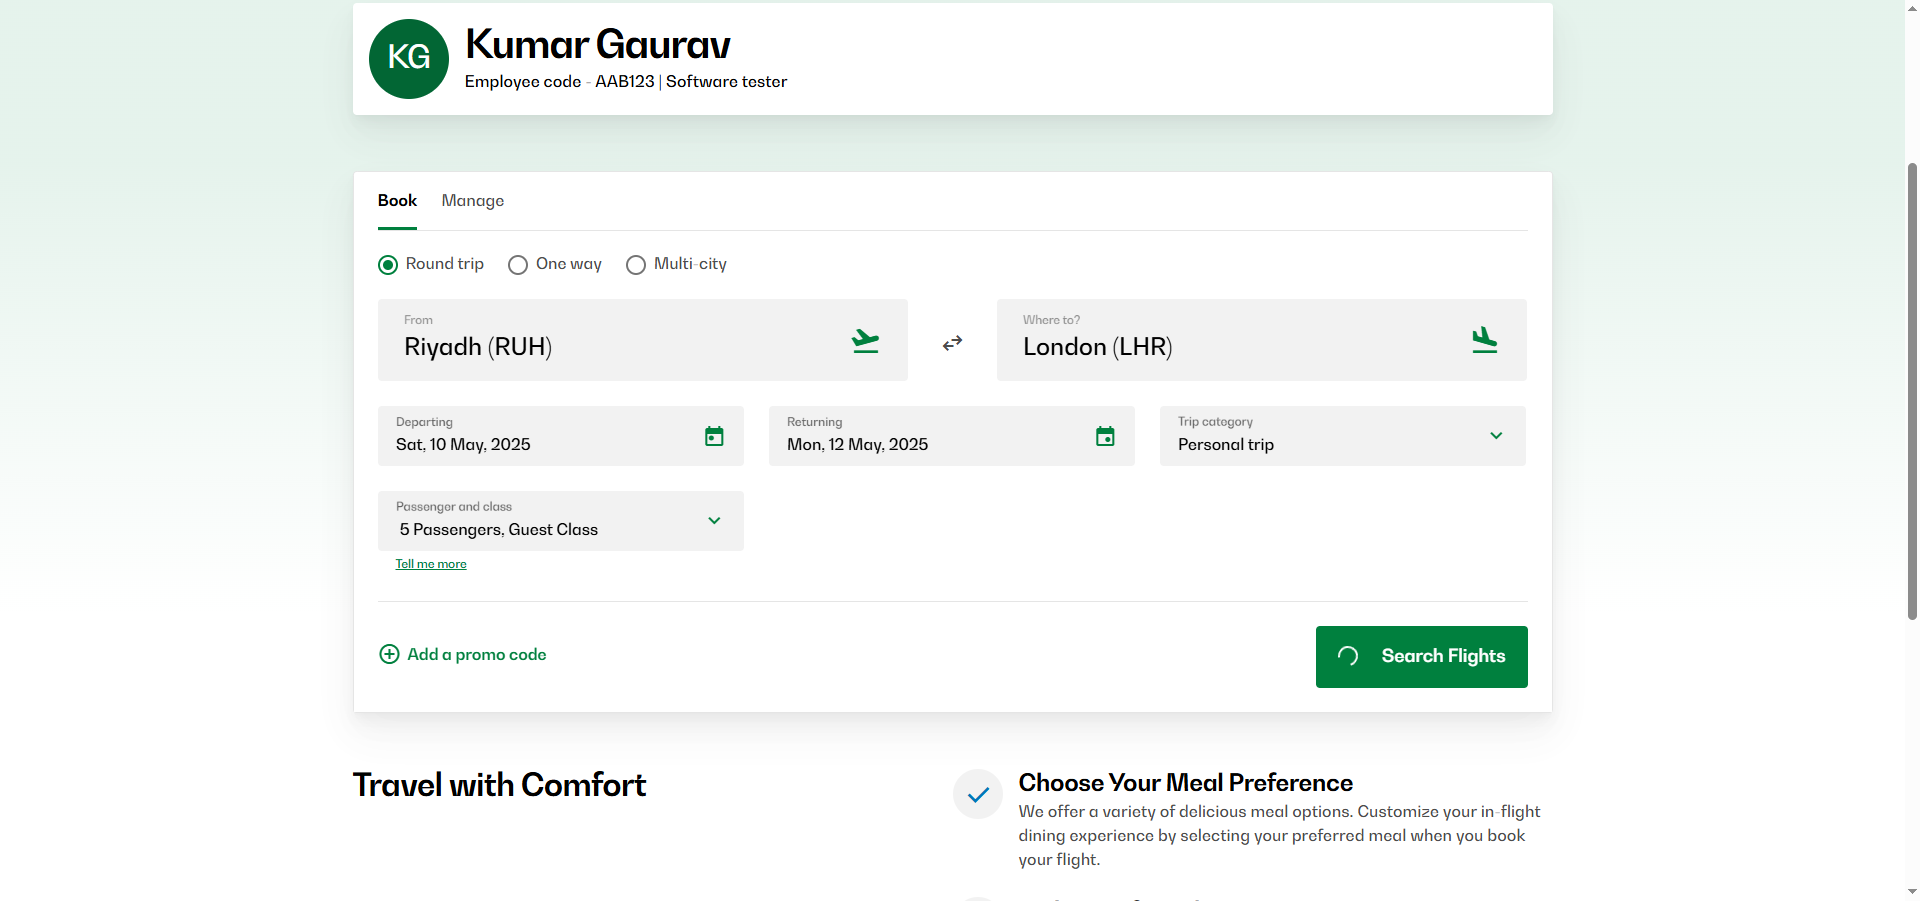 KG
Kumar Gaurav
Employee code - AAB123 | Software tester
Book
Manage
Round trip
One way
Multi-city
From
Riyadh (RUH)
Where to?
London (LHR)
Departing
Sat, 10 May, 2025
Returning
Mon, 12 May, 2025
Trip category
Personal trip
Passenger and class
5 Passengers, Guest Class
Tell me more
Add a promo code
Search Flights
Travel with Comfort
Choose Your Meal Preference
We offer a variety of delicious meal options. Customize your in-flight
dining experience by selecting your preferred meal when you book
your flight.